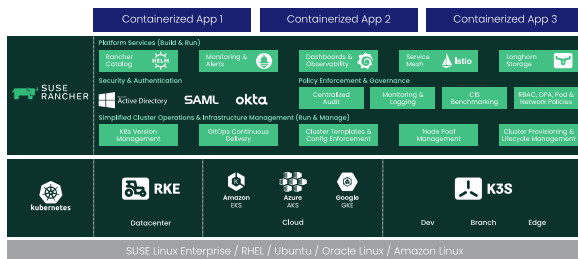 Containerized App 1
Containerized App 2
Containerized App 3
SUSE
RANCHER
Platform Services (Build & Run)
Rancher
Catalog
HELM
Monitoring &
Alerts
Dashboards &
Observability
Service
Mesh
Istio
Longhorn
Storage
Security & Authentication
Active Directory
SAML
okta
Policy Enforcement & Governance
Centralized
Audit
Monitoring &
Logging
CIS
Benchmarking
RBAC, OPA, Pod &
Network Policies
Simplified Cluster Operations & Infrastructure Management (Run & Manage)
K8s Version
Management
GitOps Continuous
Delivery
Cluster Templates &
Config Enforcement
Node Pool
Management
Cluster Provisioning &
Lifecycle Management
kubernetes
RKE
Datacenter
Amazon
EKS
Azure
AKS
Google
GKE
Cloud
K3S
Dev
Branch
Edge
SUSE Linux Enterprise / RHEL / Ubuntu / Oracle Linux / Amazon Linux